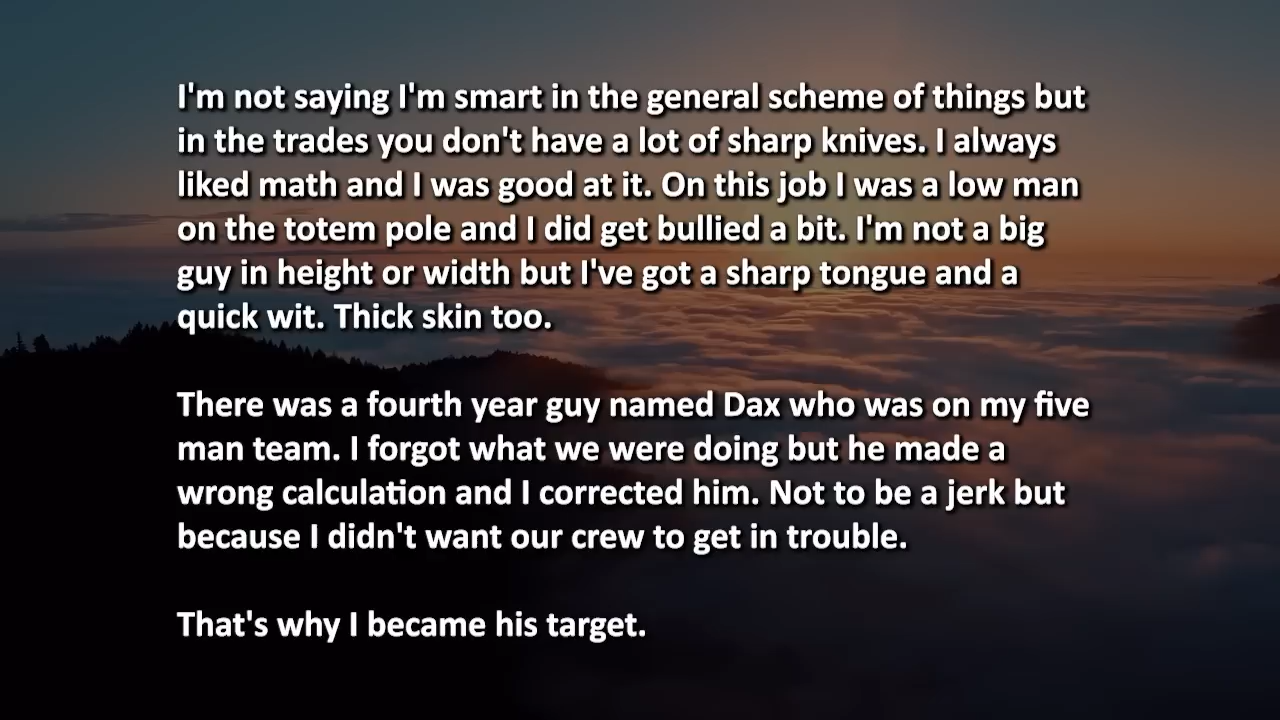 I'm not saying I'm smart in the general scheme of things but
in the trades you don't have a lot of sharp knives. I always
liked math and I was good at it. On this job I was a low man
on the totem pole and I did get bullied a bit. I'm not a big
guy in height or width but I've got a sharp tongue and a
quick wit. Thick skin too.
There was a fourth year guy named Dax who was on my five
man team. I forgot what we were doing but he made a
wrong calculation and I corrected him. Not to be a jerk but
because I didn't want our crew to get in trouble.
That's why I became his target.